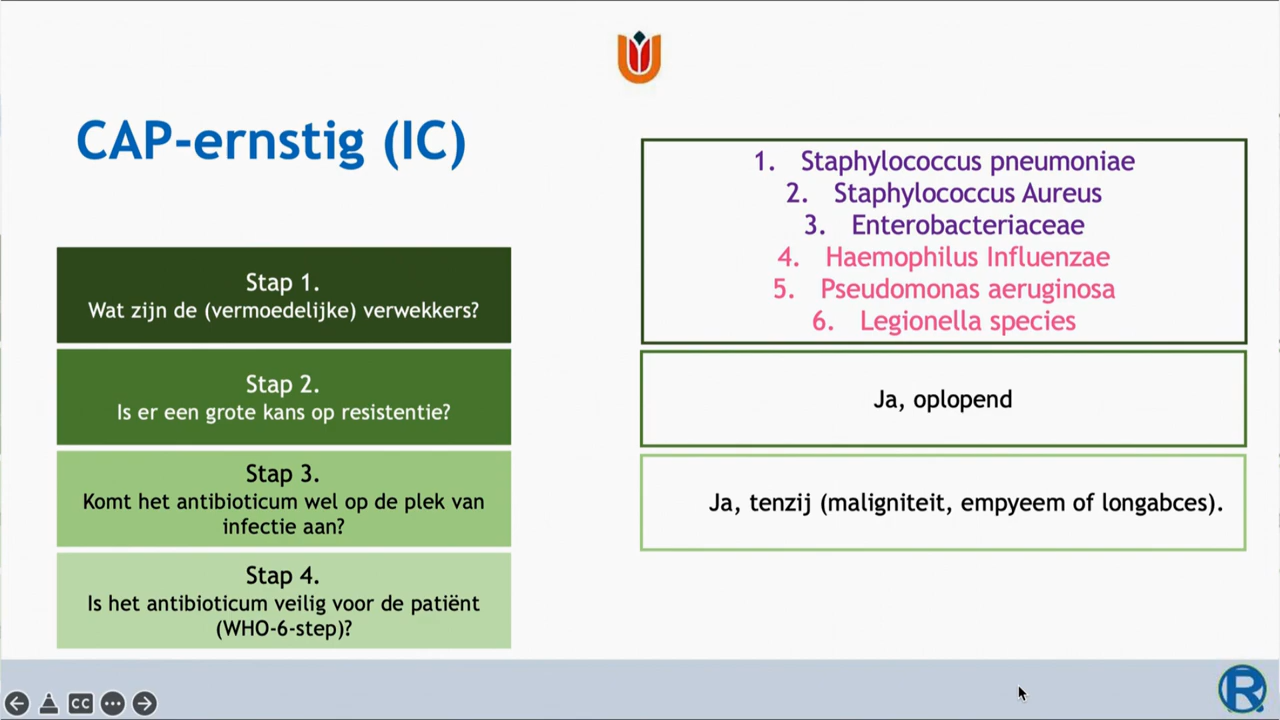 CAP-ernstig (IC)
Stap 1.
Wat zijn de (vermoedelijke) verwekkers?
Stap 2.
Is er een grote kans op resistentie?
Stap 3.
Komt het antibioticum wel op de plek van
infectie aan?
Stap 4.
Is het antibioticum veilig voor de patiënt
(WHO-6-step)?
1. Staphylococcus pneumoniae
2. Staphylococcus Aureus
3. Enterobacteriaceae
4. Haemophilus Influenzae
5. Pseudomonas aeruginosa
6. Legionella species
Ja, oplopend
Ja, tenzij (maligniteit, empyeem of longabces).
CC
R